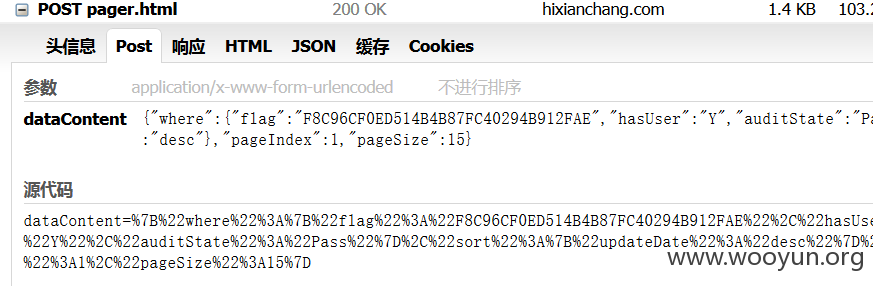 POST pager.html 200 OK hixianchang.com 1.4 KB 103.2
头信息 Post 响应 HTML JSON 缓存 Cookies
参数 application/x-www-form-urlencoded 不进行排序
dataContent {"where":{"flag":"F8C96CF0ED514B4B87FC40294B912FAE","hasUser":"Y","auditState":"Pa
:"desc"},"pageIndex":1,"pageSize":15}
源代码
dataContent=%7B%22where%22%3A%7B%22flag%22%3A%22F8C96CF0ED514B4B87FC40294B912FAE%22%2C%22hasUse
%22Y%22%2C%22auditState%22%3A%22Pass%22%7D%2C%22sort%22%3A%7B%22updateDate%22%3A%22desc%22%7D%2
%22%3A1%2C%22pageSize%22%3A15%7D
www.wooyun.org